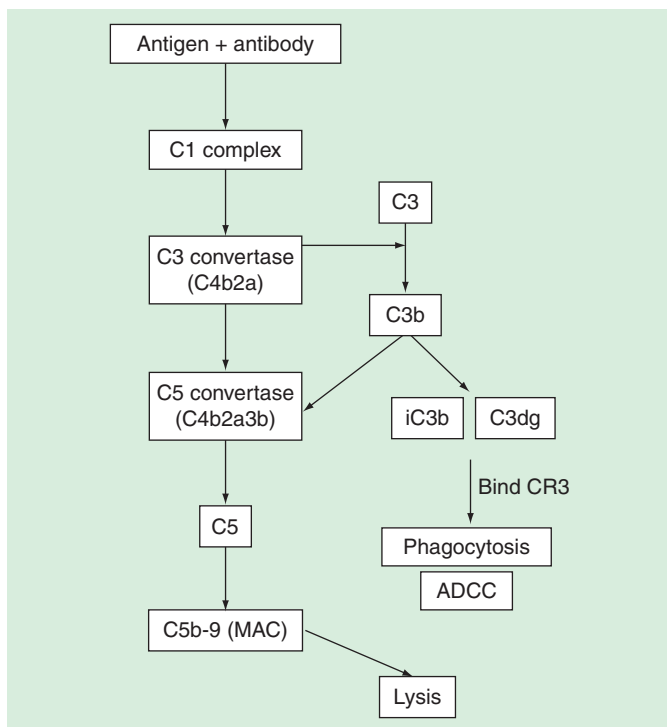 Antigen + antibody
C1 complex
C3
C3 convertase
(C4b2a)
C3b
C5 convertase
(C4b2a3b)
iC3b
C3dg
Bind CR3
C5
Phagocytosis
ADCC
C5b-9 (MAC)
Lysis